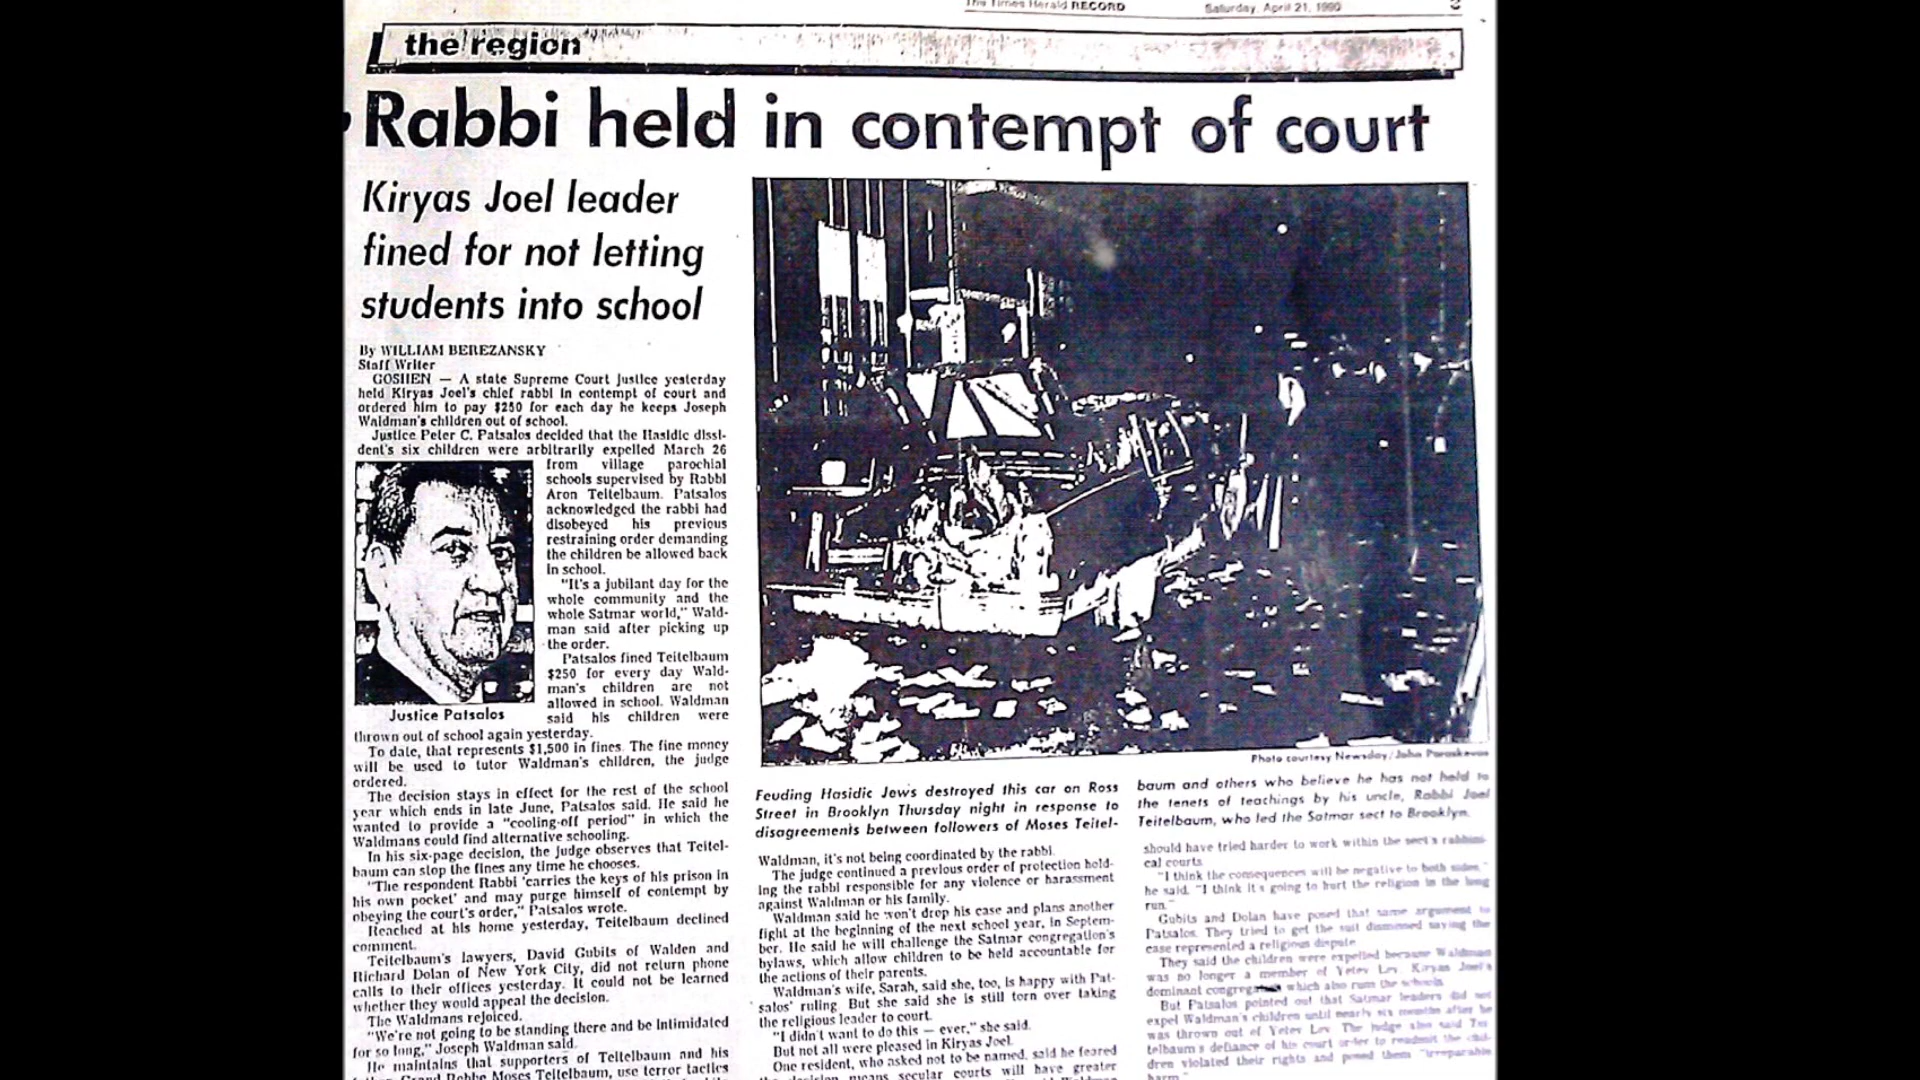 The Times Herald RECORD
Saturday, April 21, 1990
the region
Rabbi held in contempt of court
Kiryas Joel leader
fined for not letting
students into school
By WILLIAM BEREZANSKY
Staff Writer
GOSHEN — A state Supreme Court justice yesterday
held Kiryas Joel's chief rabbi in contempt of court and
ordered him to pay $250 for each day he keeps Joseph
Waldman's children out of school.
Justice Peter C. Patsalos decided that the Hasidic dissi-
dent's six children were arbitrarily expelled March 26
from village parochial
schools supervised by Rabbi
Aron Teitelbaum. Patsalos
acknowledged the rabbi had
disobeyed his previous
restraining order demanding
the children be allowed back
in school.
"It's a jubilant day for the
whole community and the
whole Satmar world," Wald-
man said after picking up
the order.
Patsalos fined Teitelbaum
$250 for every day Wald-
man's children are not
allowed in school. Waldman
said his children were
Justice Patsalos
thrown out of school again yesterday.
To date, that represents $1,500 in fines. The fine money
will be used to tutor Waldman's children, the judge
ordered.
The decision stays in effect for the rest of the school
year which ends in late June, Patsalos said. He said he
wanted to provide a "cooling-off period" in which the
Waldmans could find alternative schooling.
In his six-page decision, the judge observes that Teitel-
baum can stop the fines any time he chooses.
"The respondent Rabbi 'carries the keys of his prison in
his own pocket' and may purge himself of contempt by
obeying the court's order," Patsalos wrote.
Reached at his home yesterday, Teitelbaum declined
comment.
Teitelbaum's lawyers, David Gubits of Walden and
Richard Dolan of New York City, did not return phone
calls to their offices yesterday. It could not be learned
whether they would appeal the decision.
The Waldmans rejoiced.
"We're not going to be standing there and be intimidated
for so long," Joseph Waldman said.
He maintains that supporters of Teitelbaum and his
Grand Rebbe Moses Teitelbaum, use terror tactics
Photo courtesy Newsday/John Paraskevas
Feuding Hasidic Jews destroyed this car on Ross
Street in Brooklyn Thursday night in response to
disagreements between followers of Moses Teitel-
baum and others who believe he has not held to
the tenets of teachings by his uncle, Rabbi Joel
Teitelbaum, who led the Satmar sect to Brooklyn.
Waldman, it's not being coordinated by the rabbi.
The judge continued a previous order of protection hold-
ing the rabbi responsible for any violence or harassment
against Waldman or his family.
Waldman said he won't drop his case and plans another
fight at the beginning of the next school year, in Septem-
ber. He said he will challenge the Satmar congregation's
bylaws, which allow children to be held accountable for
the actions of their parents.
Waldman's wife, Sarah, said she, too, is happy with Pat-
salos' ruling. But she said she is still torn over taking
the religious leader to court.
"I didn't want to do this — ever," she said.
But not all were pleased in Kiryas Joel.
One resident, who asked not to be named, said he feared
the decision means secular courts will have greater
should have tried harder to work within the sect's rabbini-
cal courts.
"I think the consequences will be negative to both sides,"
he said. "I think it's going to hurt the religion in the long
run."
Gubits and Dolan have posed that same argument to
Patsalos. They tried to get the suit dismissed saying the
case represented a religious dispute.
They said the children were expelled because Waldman
was no longer a member of Yetev Lev, Kiryas Joel's
dominant congregation which also runs the schools.
But Patsalos pointed out that Satmar leaders did not
expel Waldman's children until nearly six months after he
was thrown out of Yetev Lev. The judge also said Tei-
telbaum's defiance of his court order to readmit the chil-
dren violated their rights and posed them "irreparable
harm."